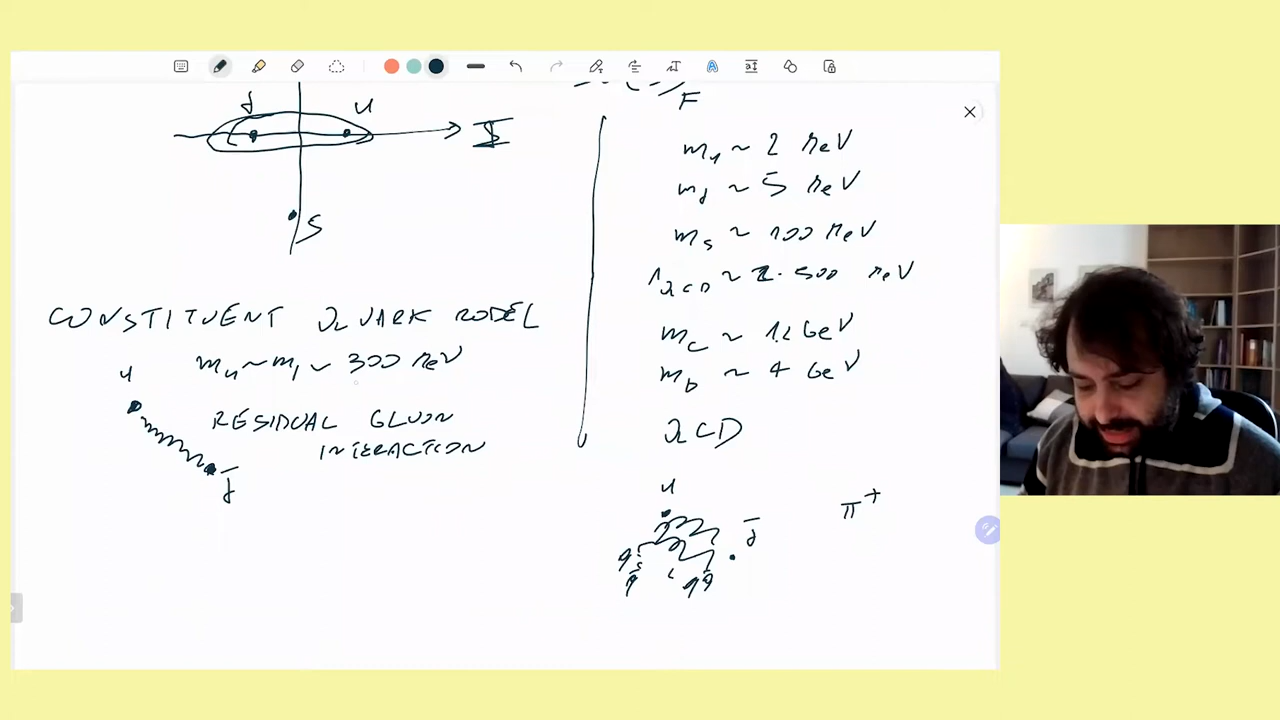 d u
I
S
CONSTITUENT QUARK MODEL
m_u ~ m_d ~ 300 MeV
u
RESIDUAL GLUON
INTERACTION
d̄
F
m_u ~ 2 MeV
m_d ~ 5 MeV
m_s ~ 100 MeV
Λ_QCD ~ 500 MeV
m_c ~ 1.2 GeV
m_b ~ 4 GeV
QCD
u
π⁺
d̄
q q̄